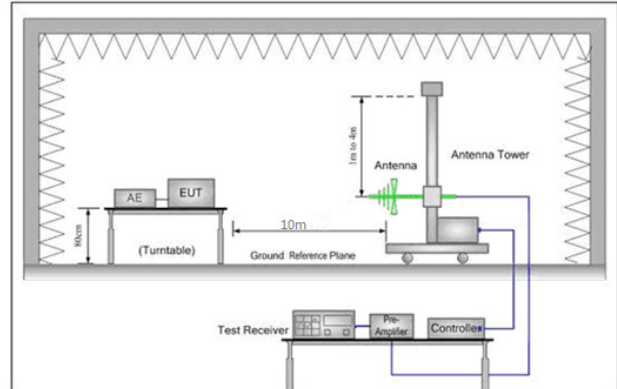 1m to 4m
Antenna
Antenna Tower
AE
EUT
80cm
(Turntable)
10m
Ground Reference Plane
Test Receiver
Pre-
Amplifier
Controller